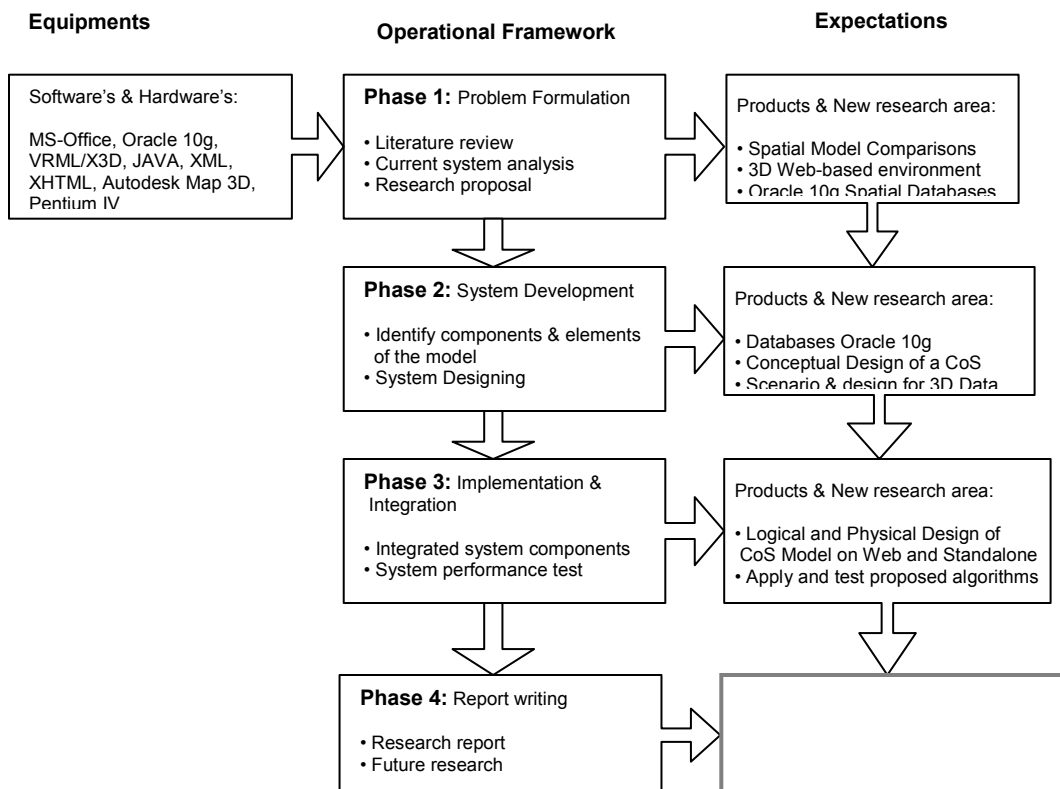 Equipments
Operational Framework
Expectations
Software's & Hardware's:
MS-Office, Oracle 10g,
VRML/X3D, JAVA, XML,
XHTML, Autodesk Map 3D,
Pentium IV
Phase 1: Problem Formulation
• Literature review
• Current system analysis
• Research proposal
Products & New research area:
• Spatial Model Comparisons
• 3D Web-based environment
• Oracle 10g Spatial Databases
Phase 2: System Development
• Identify components & elements
of the model
• System Designing
Products & New research area:
• Databases Oracle 10g
• Conceptual Design of a CoS
• Scenario & design for 3D Data
Phase 3: Implementation &
Integration
• Integrated system components
• System performance test
Products & New research area:
• Logical and Physical Design of
CoS Model on Web and Standalone
• Apply and test proposed algorithms
Phase 4: Report writing
• Research report
• Future research